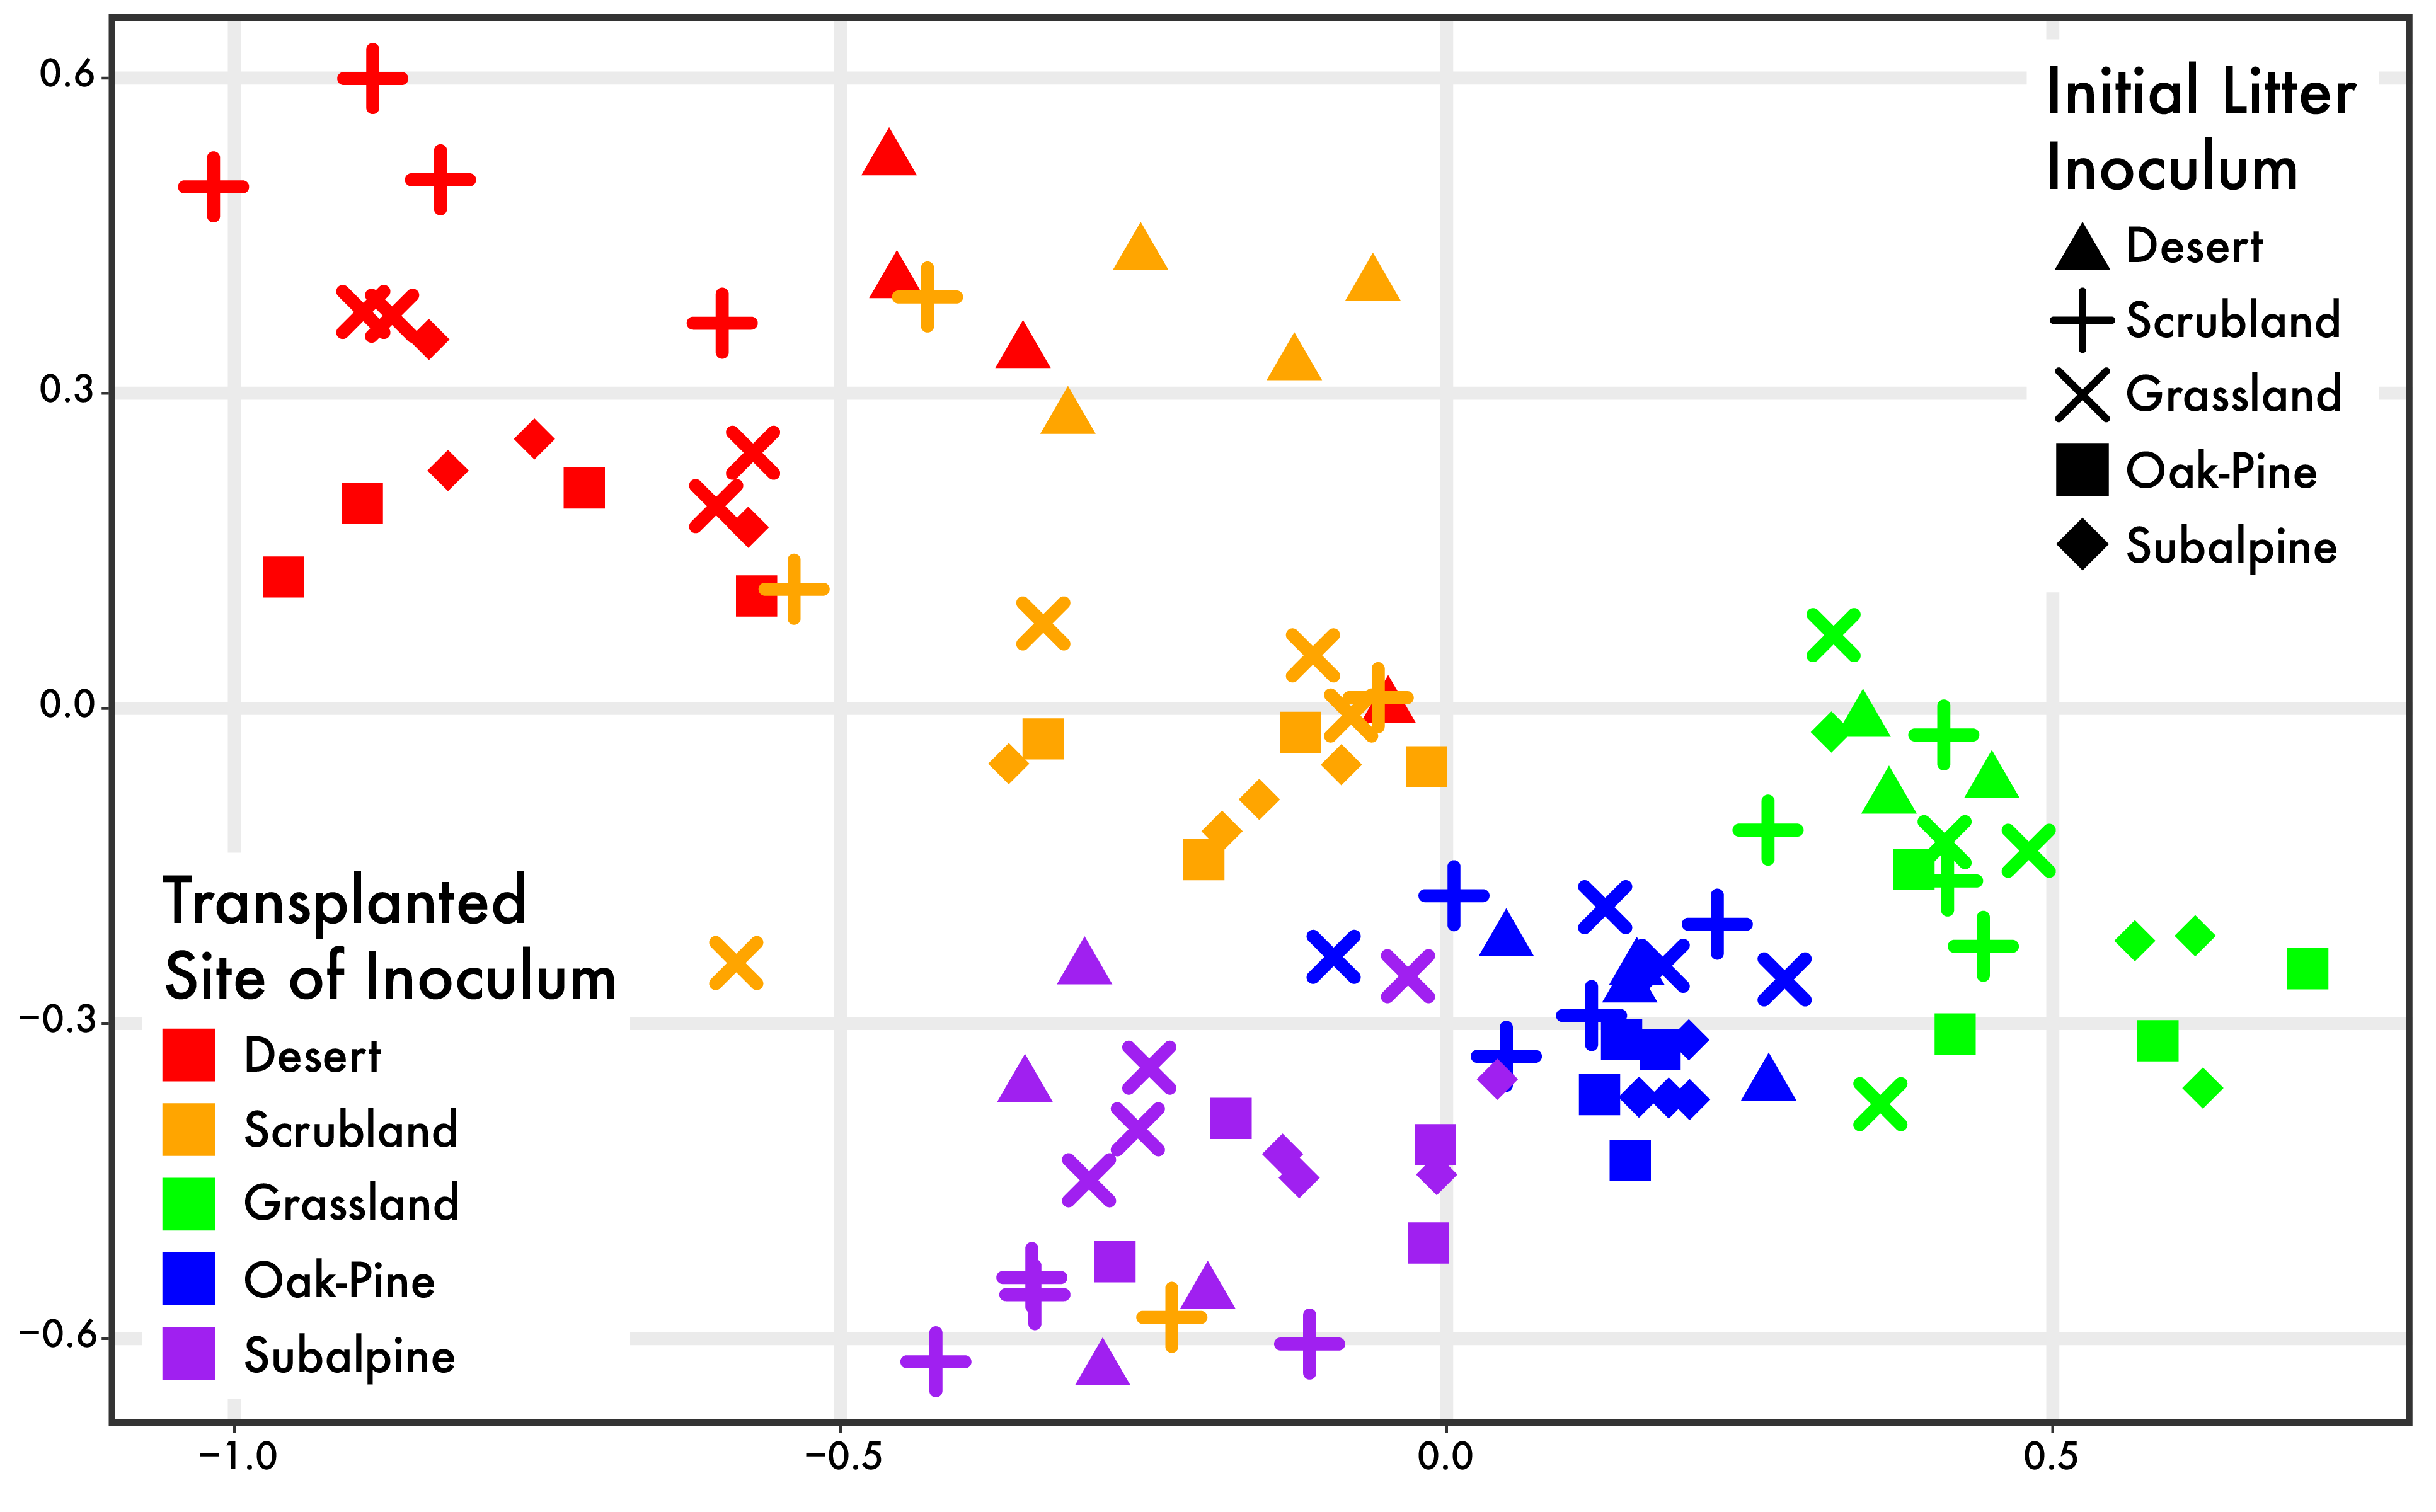 0.6
0.3
0.0
−0.3
−0.6
−1.0
−0.5
0.0
0.5
Initial Litter
Inoculum
Desert
Scrubland
Grassland
Oak-Pine
Subalpine
Transplanted
Site of Inoculum
Desert
Scrubland
Grassland
Oak-Pine
Subalpine